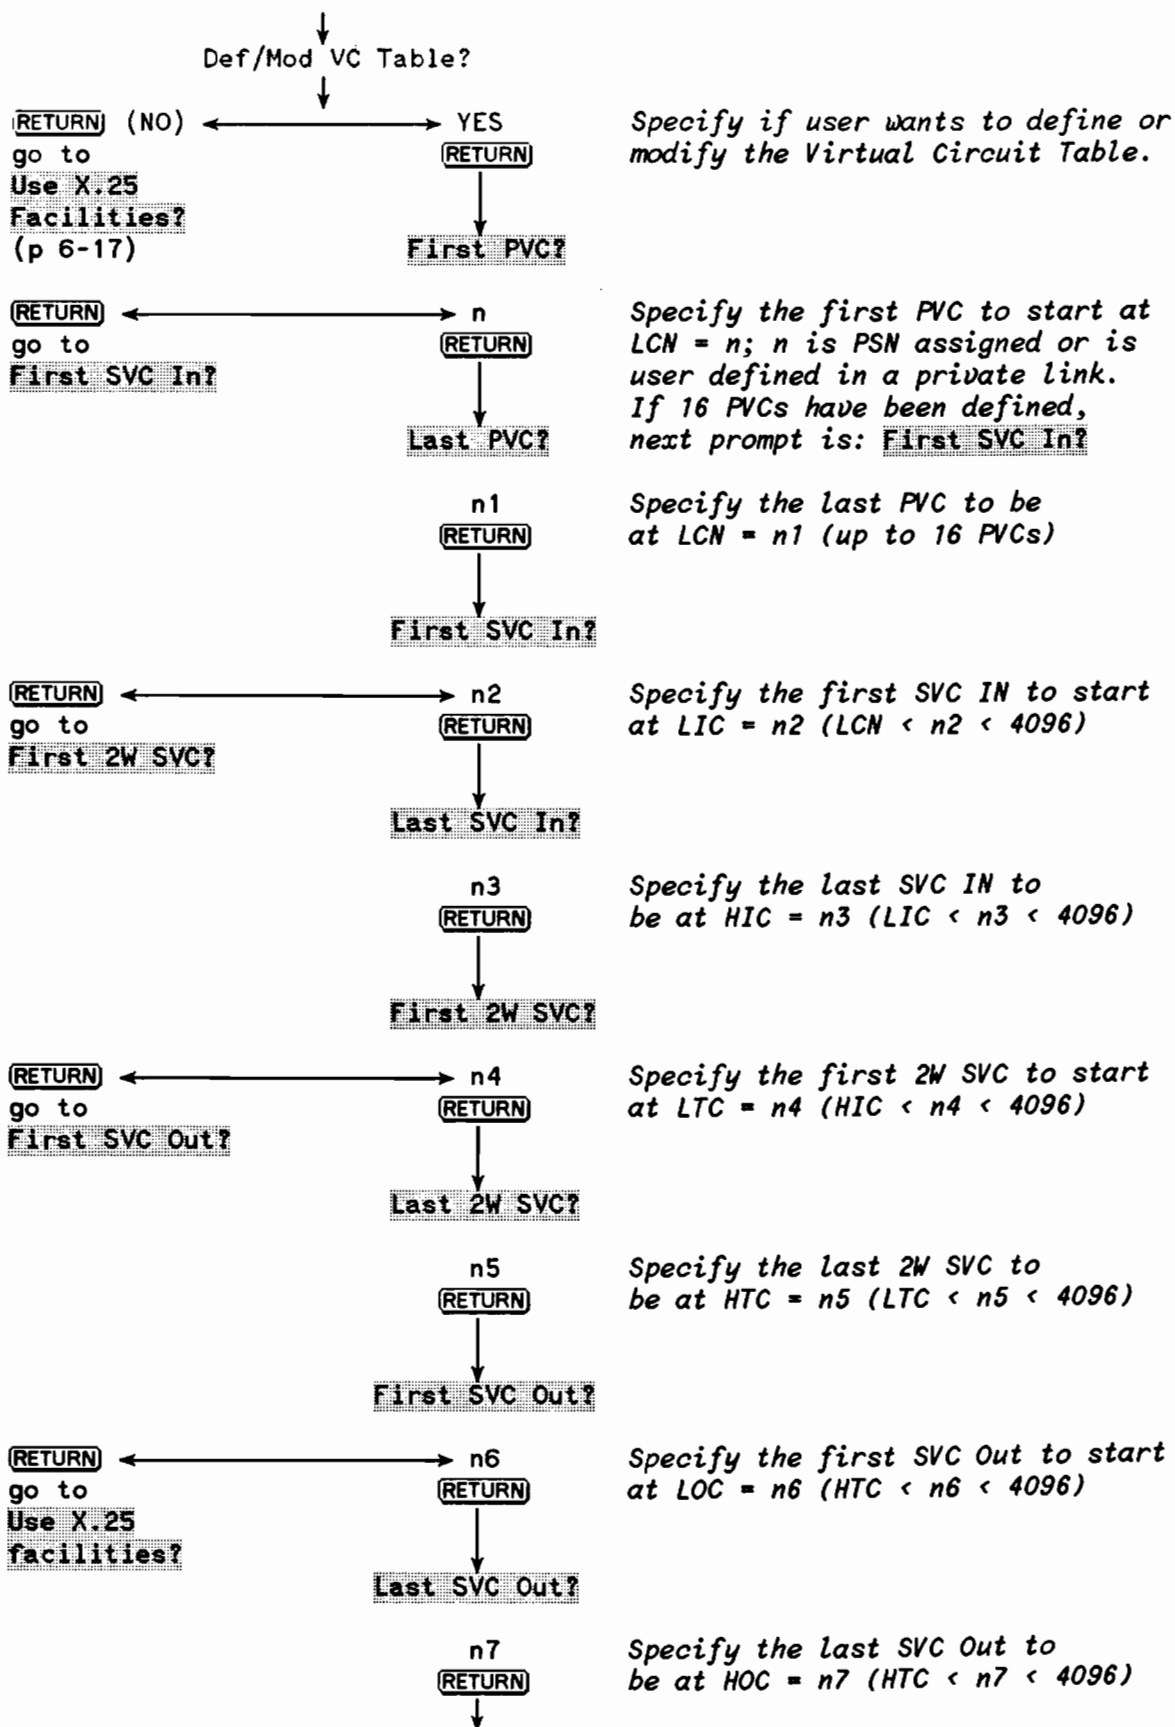 Def/Mod VC Table?
RETURN (NO)
go to
Use X.25
Facilities?
(p 6-17)
YES
RETURN
First PVC?
Specify if user wants to define or
modify the Virtual Circuit Table.
RETURN
go to
First SVC In?
n
RETURN
Last PVC?
Specify the first PVC to start at
LCN = n; n is PSN assigned or is
user defined in a private link.
If 16 PVCs have been defined,
next prompt is: First SVC In?
n1
RETURN
First SVC In?
Specify the last PVC to be
at LCN = n1 (up to 16 PVCs)
RETURN
go to
First 2W SVC?
n2
RETURN
Last SVC In?
Specify the first SVC IN to start
at LIC = n2 (LCN < n2 < 4096)
n3
RETURN
First 2W SVC?
Specify the last SVC IN to
be at HIC = n3 (LIC < n3 < 4096)
RETURN
go to
First SVC Out?
n4
RETURN
Last 2W SVC?
Specify the first 2W SVC to start
at LTC = n4 (HIC < n4 < 4096)
n5
RETURN
First SVC Out?
Specify the last 2W SVC to
be at HTC = n5 (LTC < n5 < 4096)
RETURN
go to
Use X.25
facilities?
n6
RETURN
Last SVC Out?
Specify the first SVC Out to start
at LOC = n6 (HTC < n6 < 4096)
n7
RETURN
Specify the last SVC Out to
be at HOC = n7 (HTC < n7 < 4096)